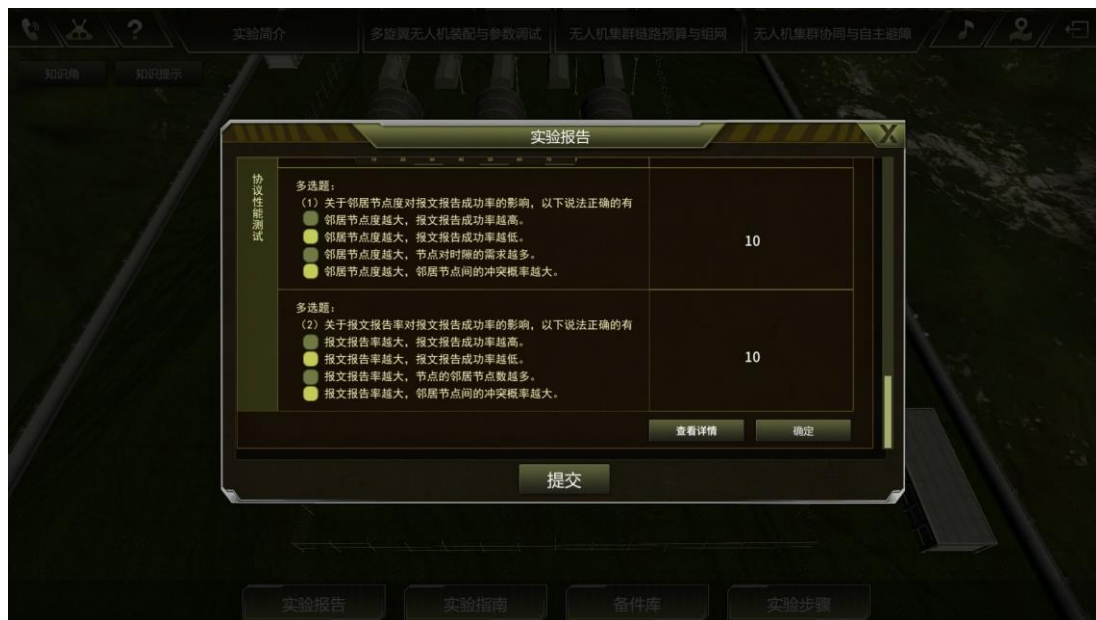 ?
实验简介
多旋翼无人机装配与参数调试
无人机集群链路预算与组网
无人机集群协同与自主避障
知识角
知识提示
实验报告
X
协议性能测试
10 20 30 40 50 60 70
多选题：
（1）关于邻居节点度对报文报告成功率的影响，以下说法正确的有
邻居节点度越大，报文报告成功率越高。
邻居节点度越大，报文报告成功率越低。
邻居节点度越大，节点对时隙的需求越多。
邻居节点度越大，邻居节点间的冲突概率越大。
10
多选题：
（2）关于报文报告率对报文报告成功率的影响，以下说法正确的有
报文报告率越大，报文报告成功率越高。
报文报告率越大，报文报告成功率越低。
报文报告率越大，节点的邻居节点数越多。
报文报告率越大，邻居节点间的冲突概率越大。
10
查看详情
确定
提交
实验报告
实验指南
备件库
实验步骤